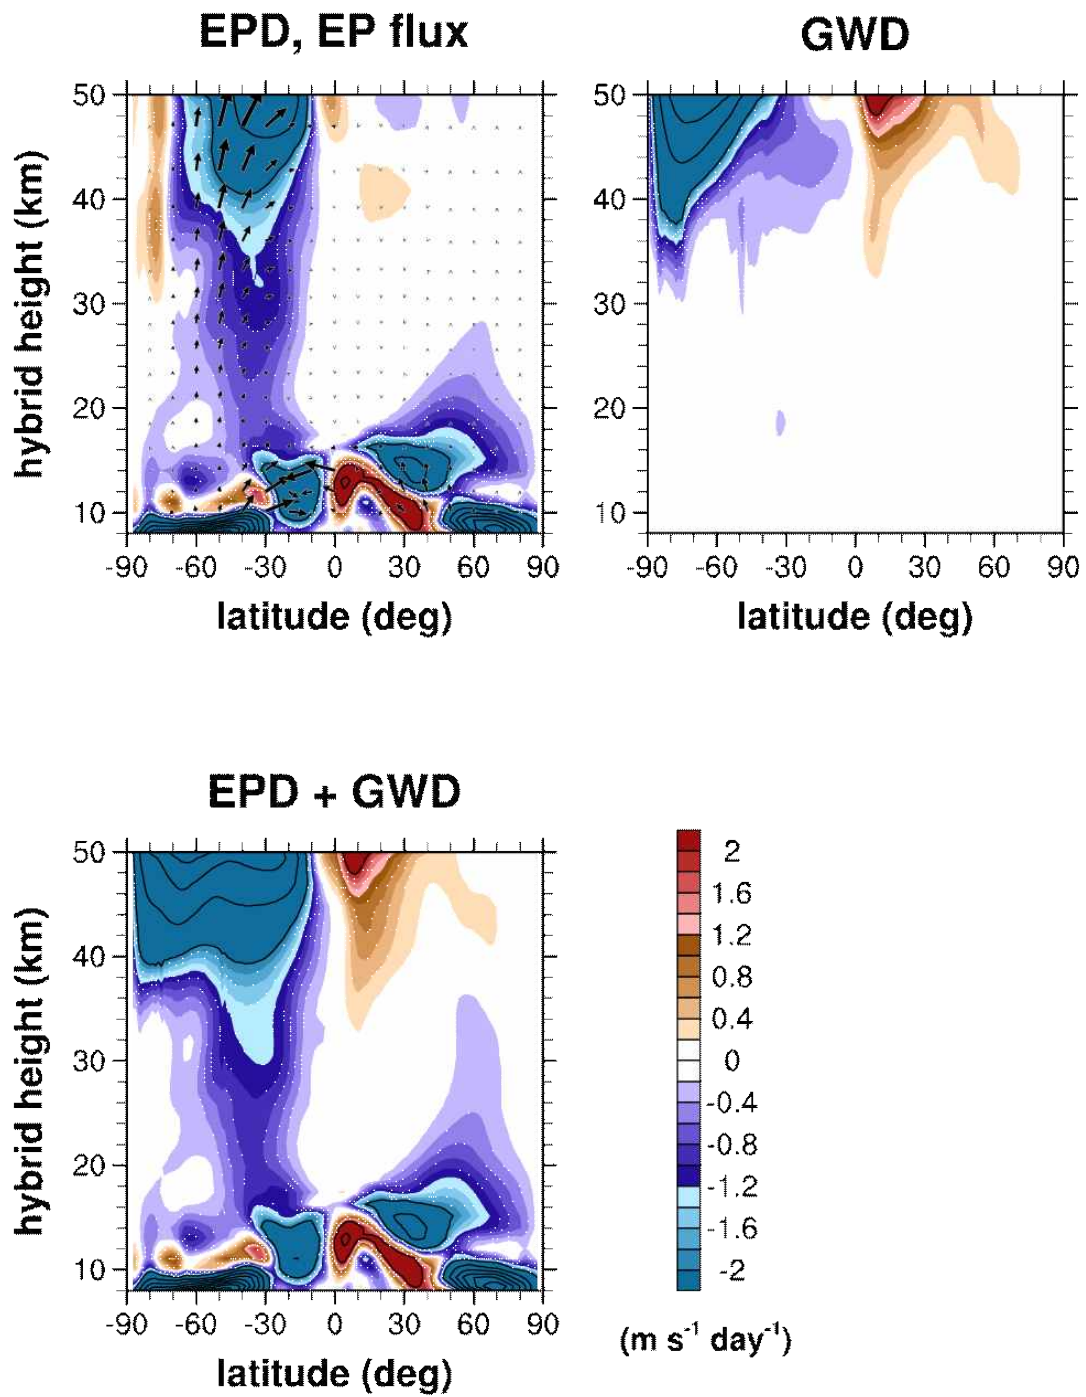 EPD, EP flux
GWD
50
40
30
20
10
hybrid height (km)
-90 -60 -30 0 30 60 90
latitude (deg)
50
40
30
20
10
-90 -60 -30 0 30 60 90
latitude (deg)
EPD + GWD
50
40
30
20
10
hybrid height (km)
-90 -60 -30 0 30 60 90
latitude (deg)
2
1.6
1.2
0.8
0.4
0
-0.4
-0.8
-1.2
-1.6
-2
(m s⁻¹ day⁻¹)